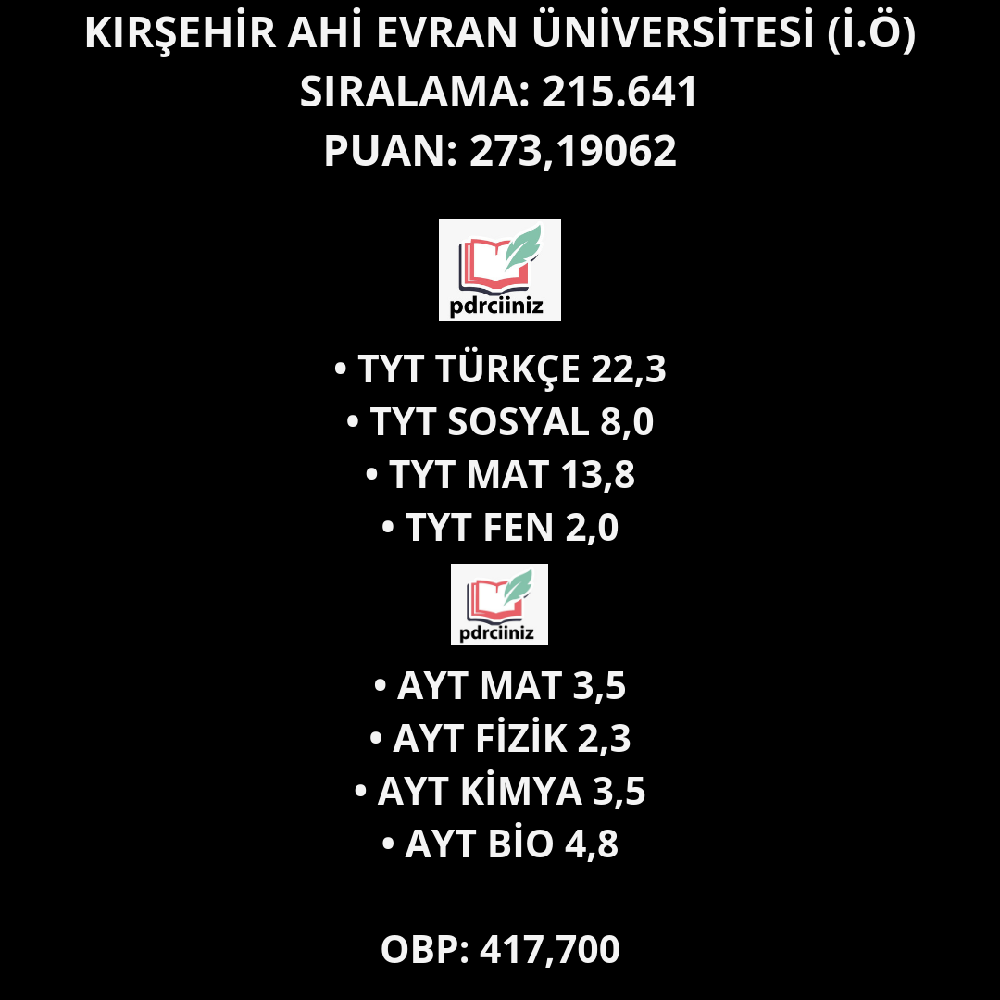 KIRŞEHİR AHİ EVRAN ÜNİVERSİTESİ (İ.Ö)
SIRALAMA: 215.641
PUAN: 273,19062
pdrciiniz
• TYT TÜRKÇE 22,3
• TYT SOSYAL 8,0
• TYT MAT 13,8
• TYT FEN 2,0
pdrciiniz
• AYT MAT 3,5
• AYT FİZİK 2,3
• AYT KİMYA 3,5
• AYT BİO 4,8
OBP: 417,700